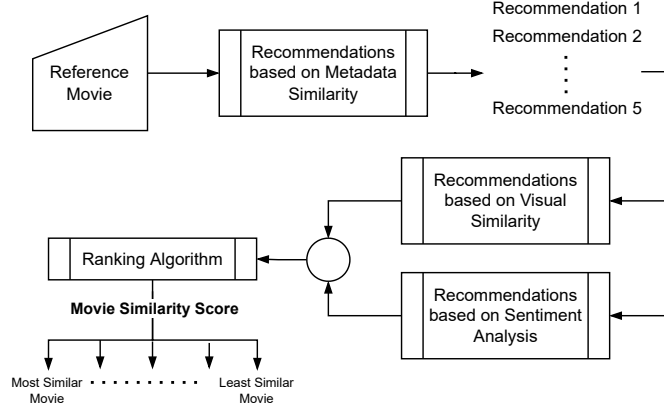 Recommendation 1
Recommendation 2
Recommendation 5
Reference
Movie
Recommendations
based on Metadata
Similarity
Recommendations
based on Visual
Similarity
Recommendations
based on Sentiment
Analysis
Ranking Algorithm
Movie Similarity Score
Most Similar
Movie
Least Similar
Movie